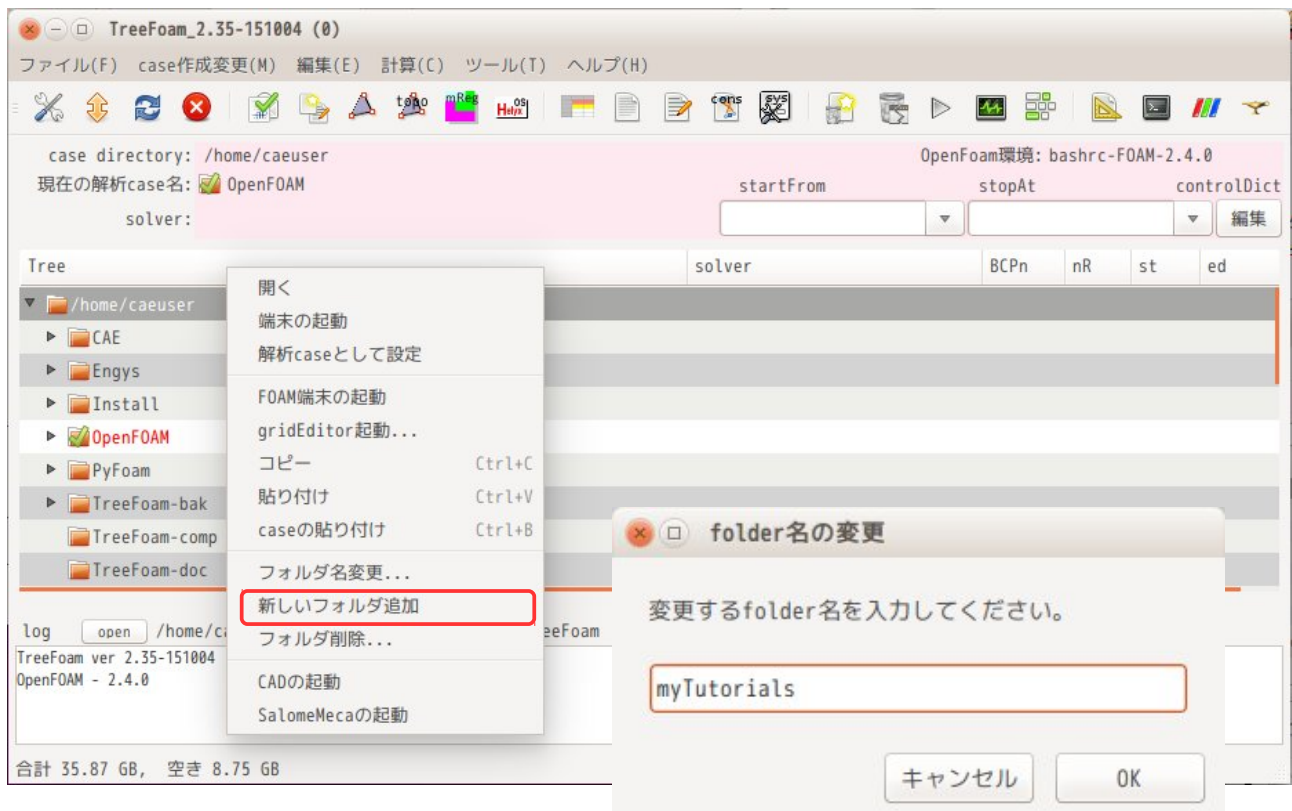 TreeFoam_2.35-151004 (0)
ファイル(F) case作成変更(M) 編集(E) 計算(C) ツール(T) ヘルプ(H)
topo mReg Helyx OS cons sys
case directory: /home/caeuser OpenFoam環境: bashrc-FOAM-2.4.0
現在の解析case名: OpenFOAM startFrom stopAt controlDict
solver: 編集
Tree solver BCPn nR st ed
/home/caeuser
CAE
Engys
Install
OpenFOAM
PyFoam
TreeFoam-bak
TreeFoam-comp
TreeFoam-doc
開く
端末の起動
解析caseとして設定
FOAM端末の起動
gridEditor起動...
コピー Ctrl+C
貼り付け Ctrl+V
caseの貼り付け Ctrl+B
フォルダ名変更...
新しいフォルダ追加
フォルダ削除...
CADの起動
SalomeMecaの起動
log open /home/ca eeFoam
TreeFoam ver 2.35-151004
OpenFOAM - 2.4.0
合計 35.87 GB, 空き 8.75 GB
folder名の変更
変更するfolder名を入力してください。
myTutorials
キャンセル OK